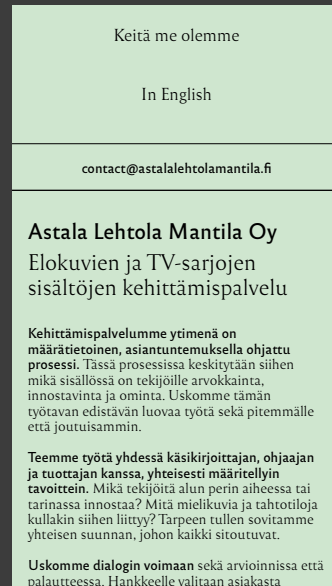 Keitä me olemme
In English
contact@astalalehtolamantila.fi
Astala Lehtola Mantila Oy
Elokuvien ja TV-sarjojen
sisältöjen kehittämispalvelu
Kehittämispalvelumme ytimenä on
määrätietoinen, asiantuntemuksella ohjattu
prosessi. Tässä prosessissa keskitytään siihen
mikä sisällössä on tekijöille arvokkainta,
innostavinta ja ominta. Uskomme tämän
työtavan edistävän luovaa työtä sekä pitemmälle
että joutuisammin.
Teemme työtä yhdessä käsikirjoittajan, ohjaajan
ja tuottajan kanssa, yhteisesti määritellyin
tavoittein. Mikä tekijöitä alun perin aiheessa tai
tarinassa innostaa? Mitä mielikuvia ja tahtotiloja
kullakin siihen liittyy? Tarpeen tullen sovitamme
yhteisen suunnan, johon kaikki sitoutuvat.
Uskomme dialogin voimaan sekä arvioinnissa että
palautteessa. Hankkeelle valitaan asiakasta